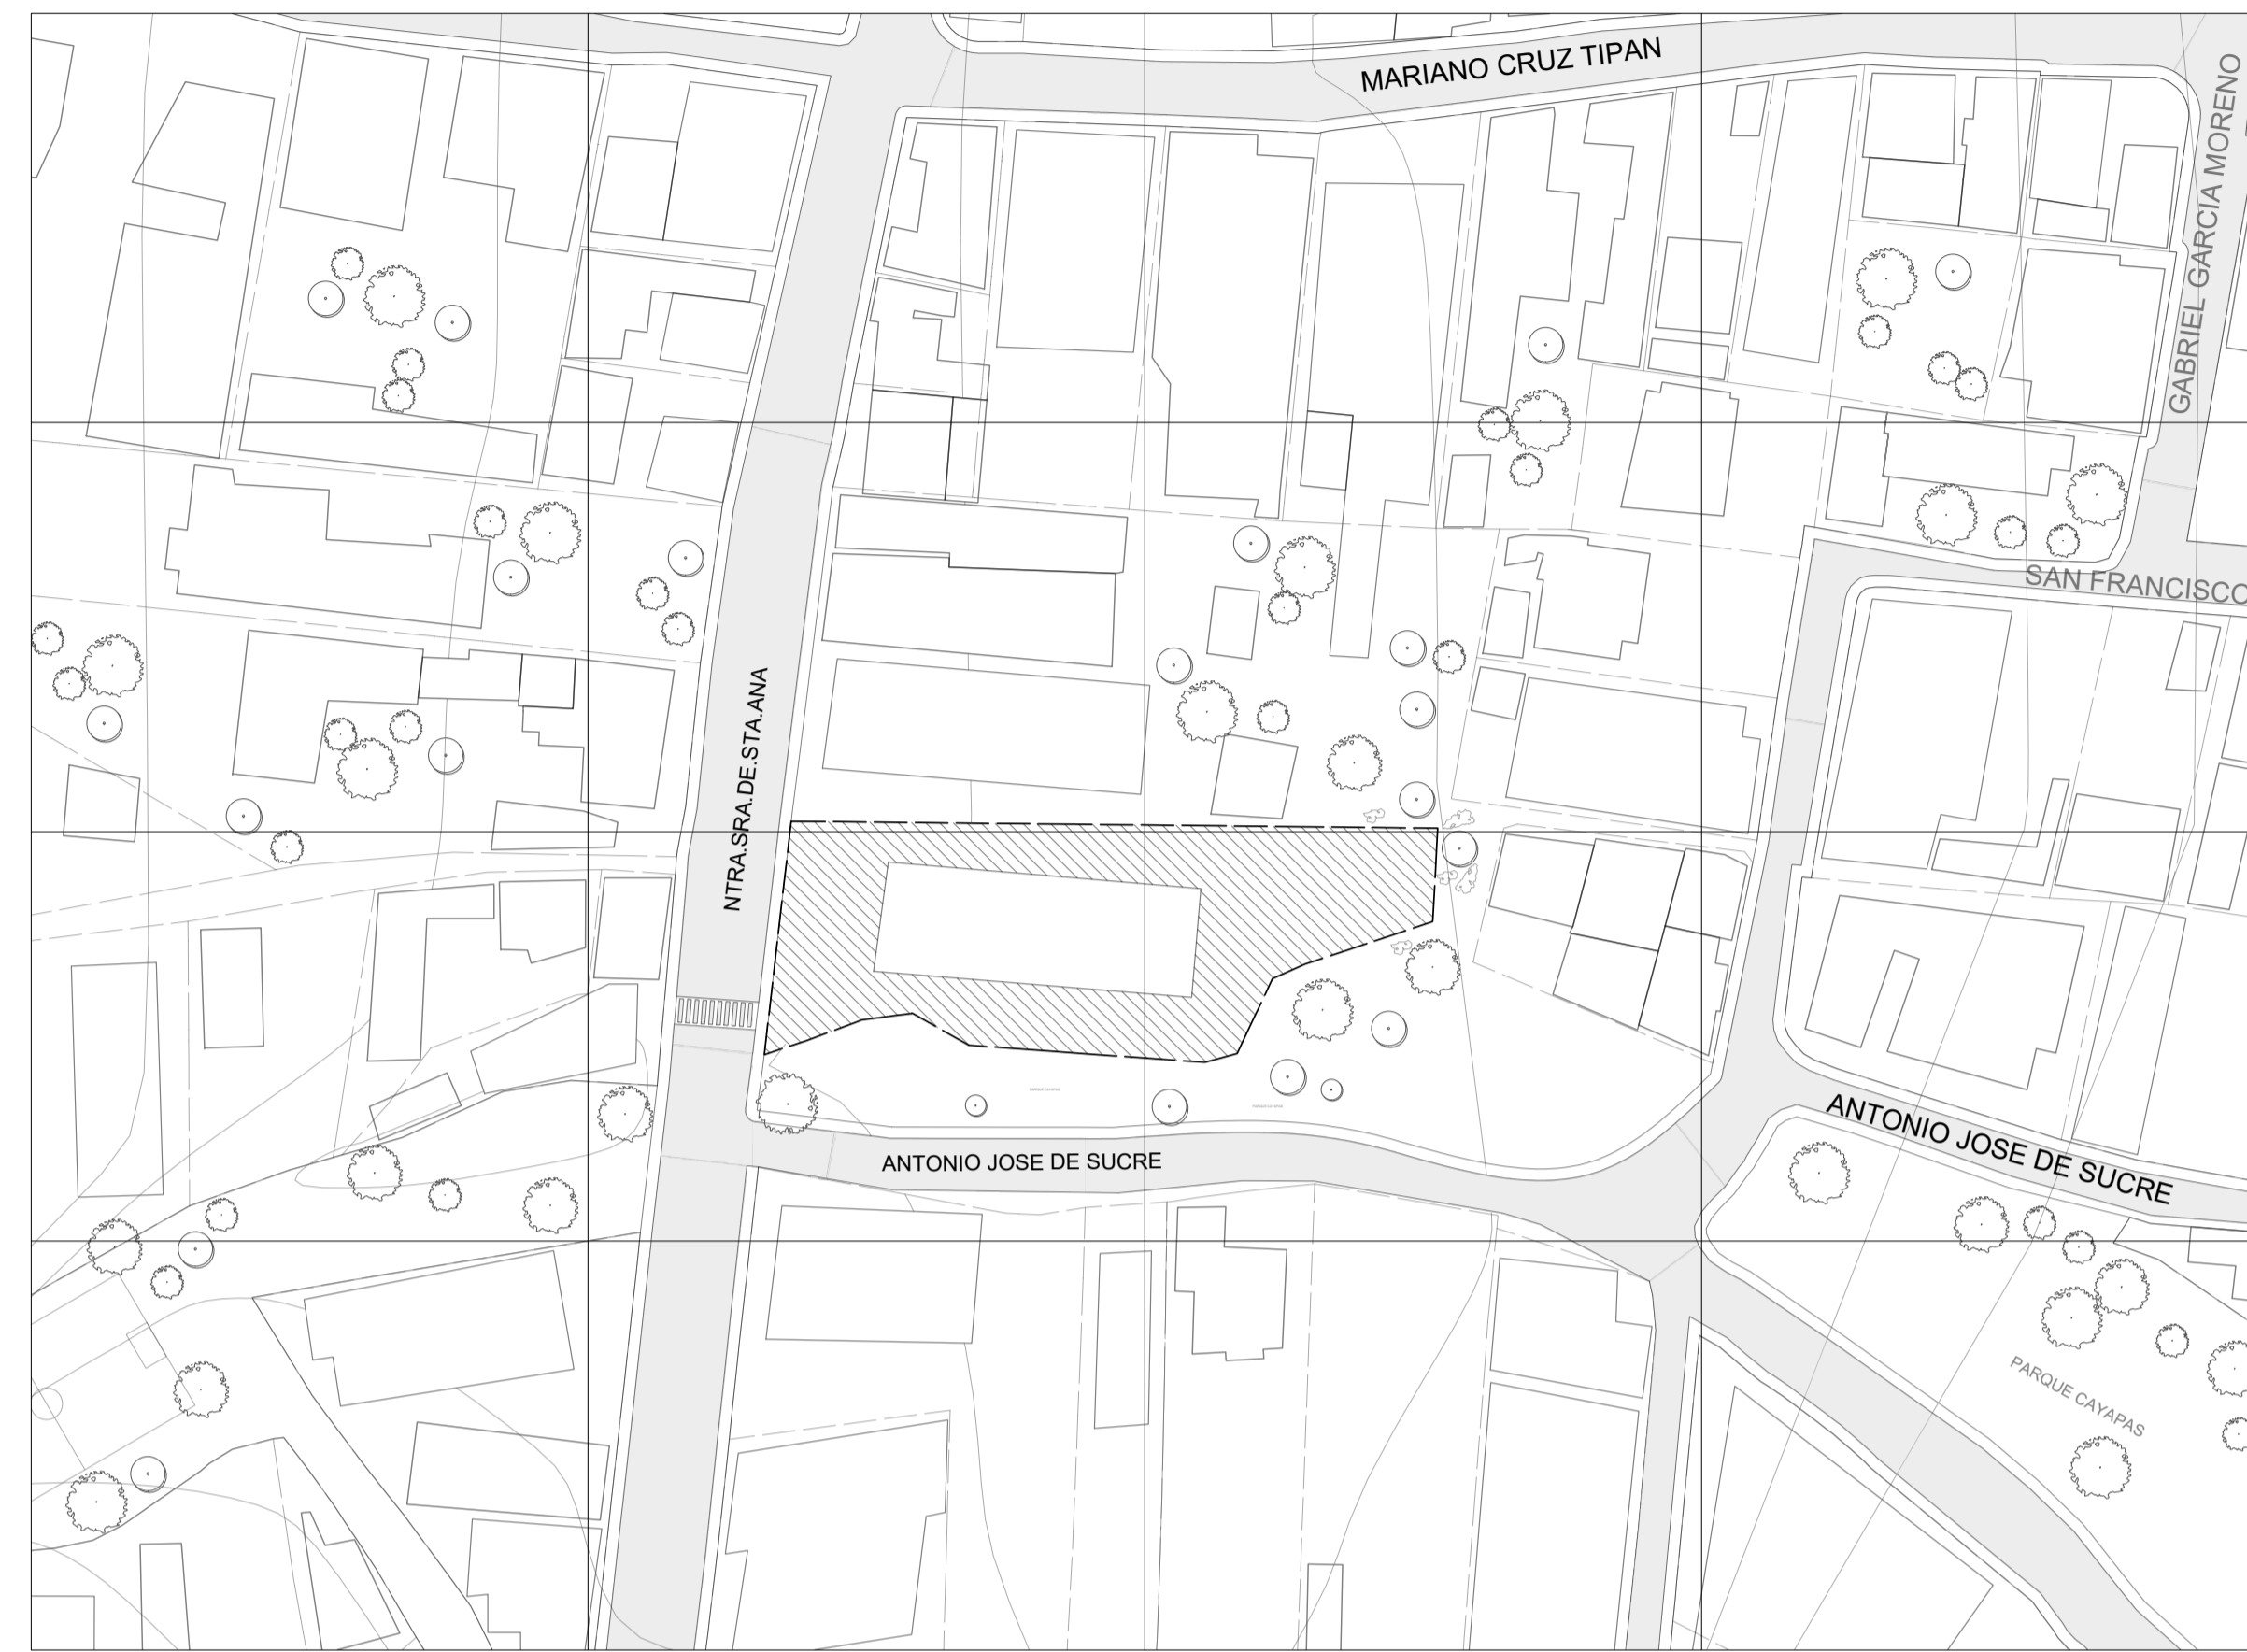 MARIANO CRUZ TIPAN
GABRIEL GARCIA MORENO
SAN FRANCISCO
NTRA.SRA.DE.STA.ANA
ANTONIO JOSE DE SUCRE
ANTONIO JOSE DE SUCRE
PARQUE CAYAPAS